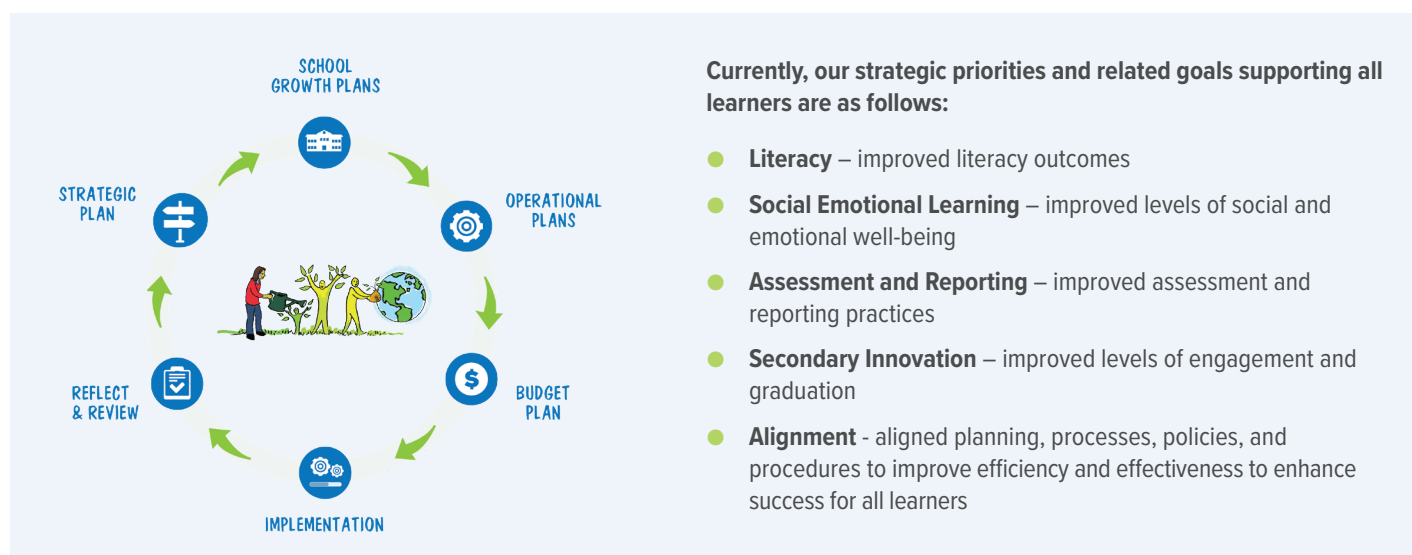 SCHOOL
GROWTH PLANS
OPERATIONAL
PLANS
BUDGET
PLAN
IMPLEMENTATION
REFLECT
& REVIEW
STRATEGIC
PLAN
$
Currently, our strategic priorities and related goals supporting all
learners are as follows:
● Literacy – improved literacy outcomes
● Social Emotional Learning – improved levels of social and
emotional well-being
● Assessment and Reporting – improved assessment and
reporting practices
● Secondary Innovation – improved levels of engagement and
graduation
● Alignment - aligned planning, processes, policies, and
procedures to improve efficiency and effectiveness to enhance
success for all learners